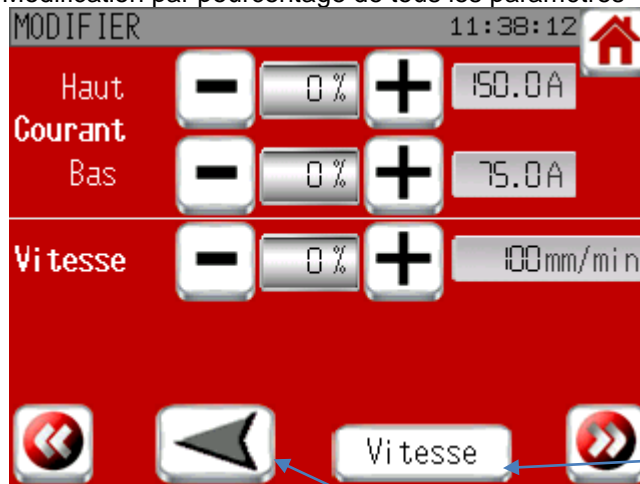 Modification par pourcentage de tous les paramètres
MODIFIER 11:38:12
Haut 0 % 150.0A
Courant
Bas 0 % 75.0A
Vitesse 0 % 100mm/min
Vitesse